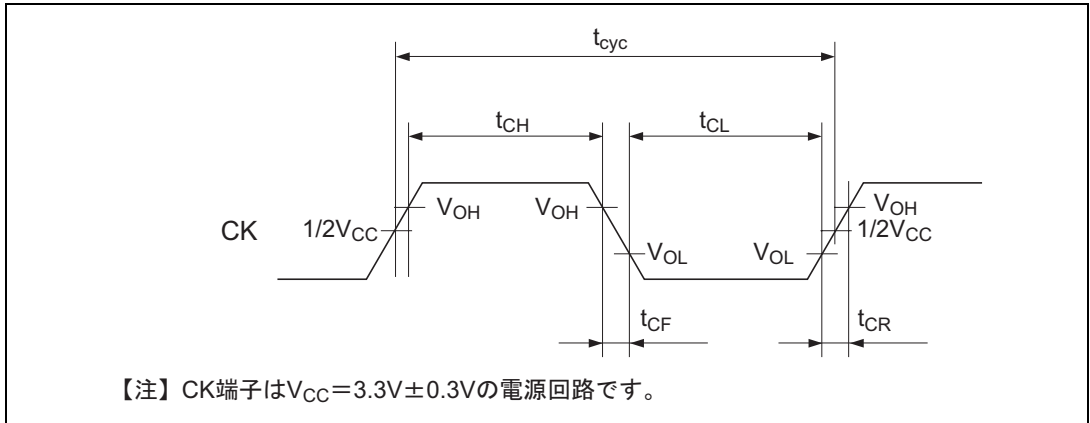 tcyc
tCH
tCL
VOH
VOH
VOH
CK
1/2VCC
1/2VCC
VOL
VOL
tCF
tCR
【注】CK端子はVCC＝3.3V±0.3Vの電源回路です。